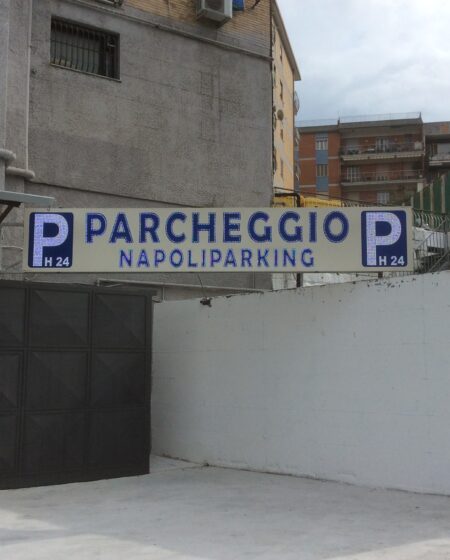 P H 24
PARCHEGGIO
NAPOLIPARKING
P H 24